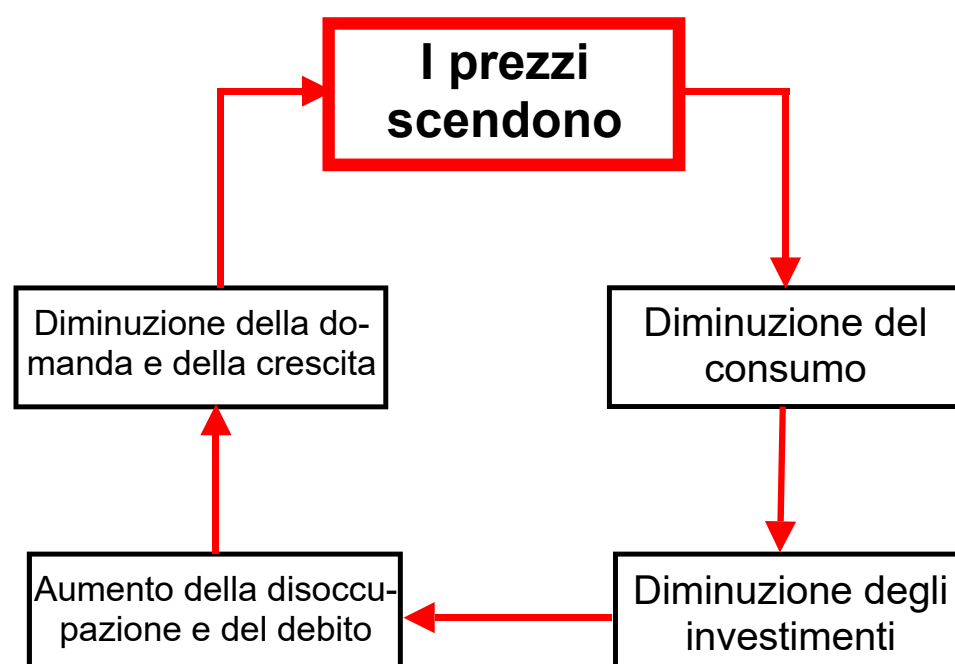 I prezzi
scendono
Diminuzione della do-
manda e della crescita
Diminuzione del
consumo
Aumento della disoccu-
pazione e del debito
Diminuzione degli
investimenti